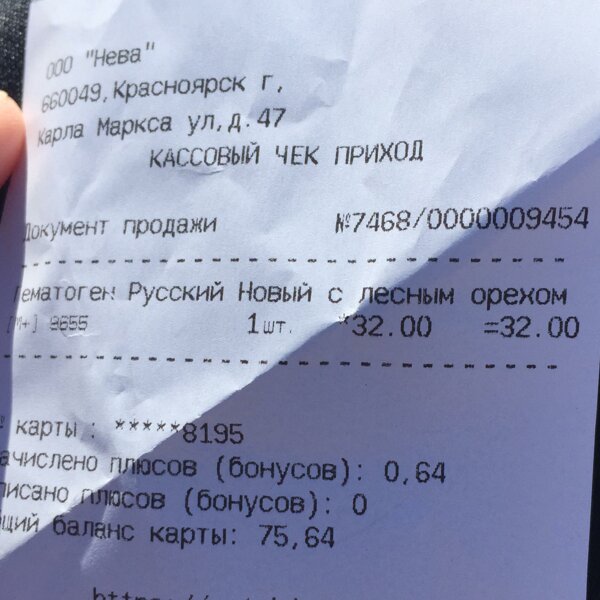 ООО "Нева"
660049, Красноярск г,
Карла Маркса ул, д. 47
КАССОВЫЙ ЧЕК ПРИХОД
Документ продажи №7468/0000009454
Гематоген Русский Новый с лесным орехом
[М+] 1шт. *32.00 =32.00
№ карты : *****8195
ачислено плюсов (бонусов): 0,64
писано плюсов (бонусов): 0
щий баланс карты: 75,64